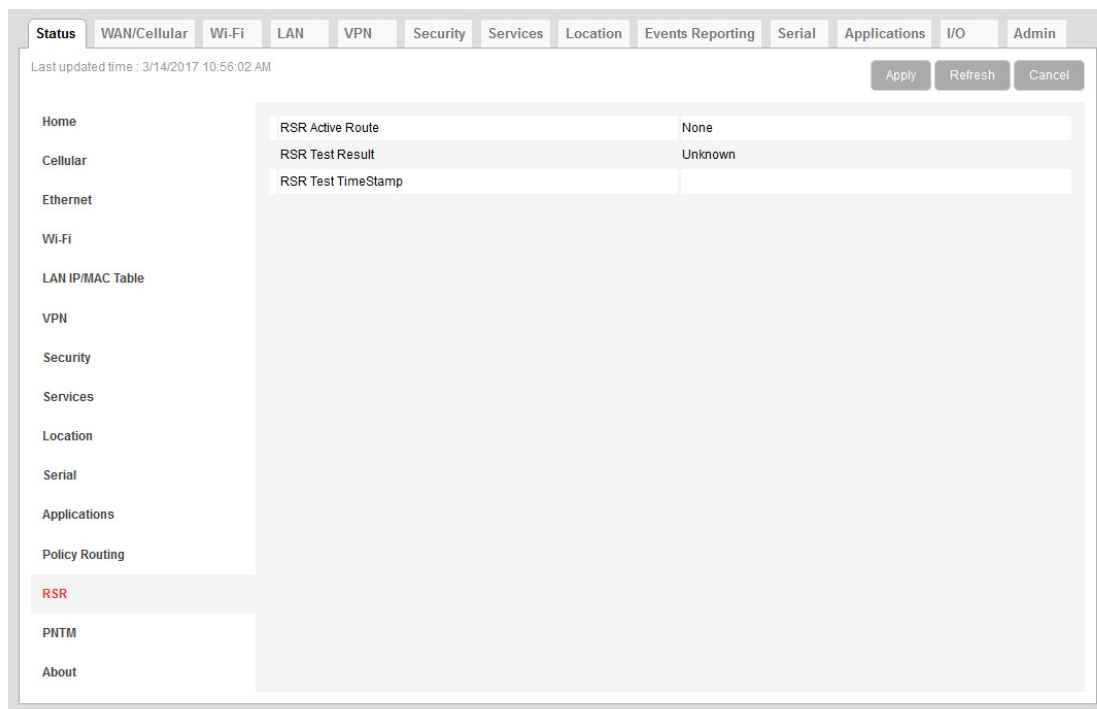 Status WAN/Cellular Wi-Fi LAN VPN Security Services Location Events Reporting Serial Applications I/O Admin
Last updated time : 3/14/2017 10:56:02 AM
Apply Refresh Cancel
Home
Cellular
Ethernet
Wi-Fi
LAN IP/MAC Table
VPN
Security
Services
Location
Serial
Applications
Policy Routing
RSR
PNTM
About
RSR Active Route None
RSR Test Result Unknown
RSR Test TimeStamp